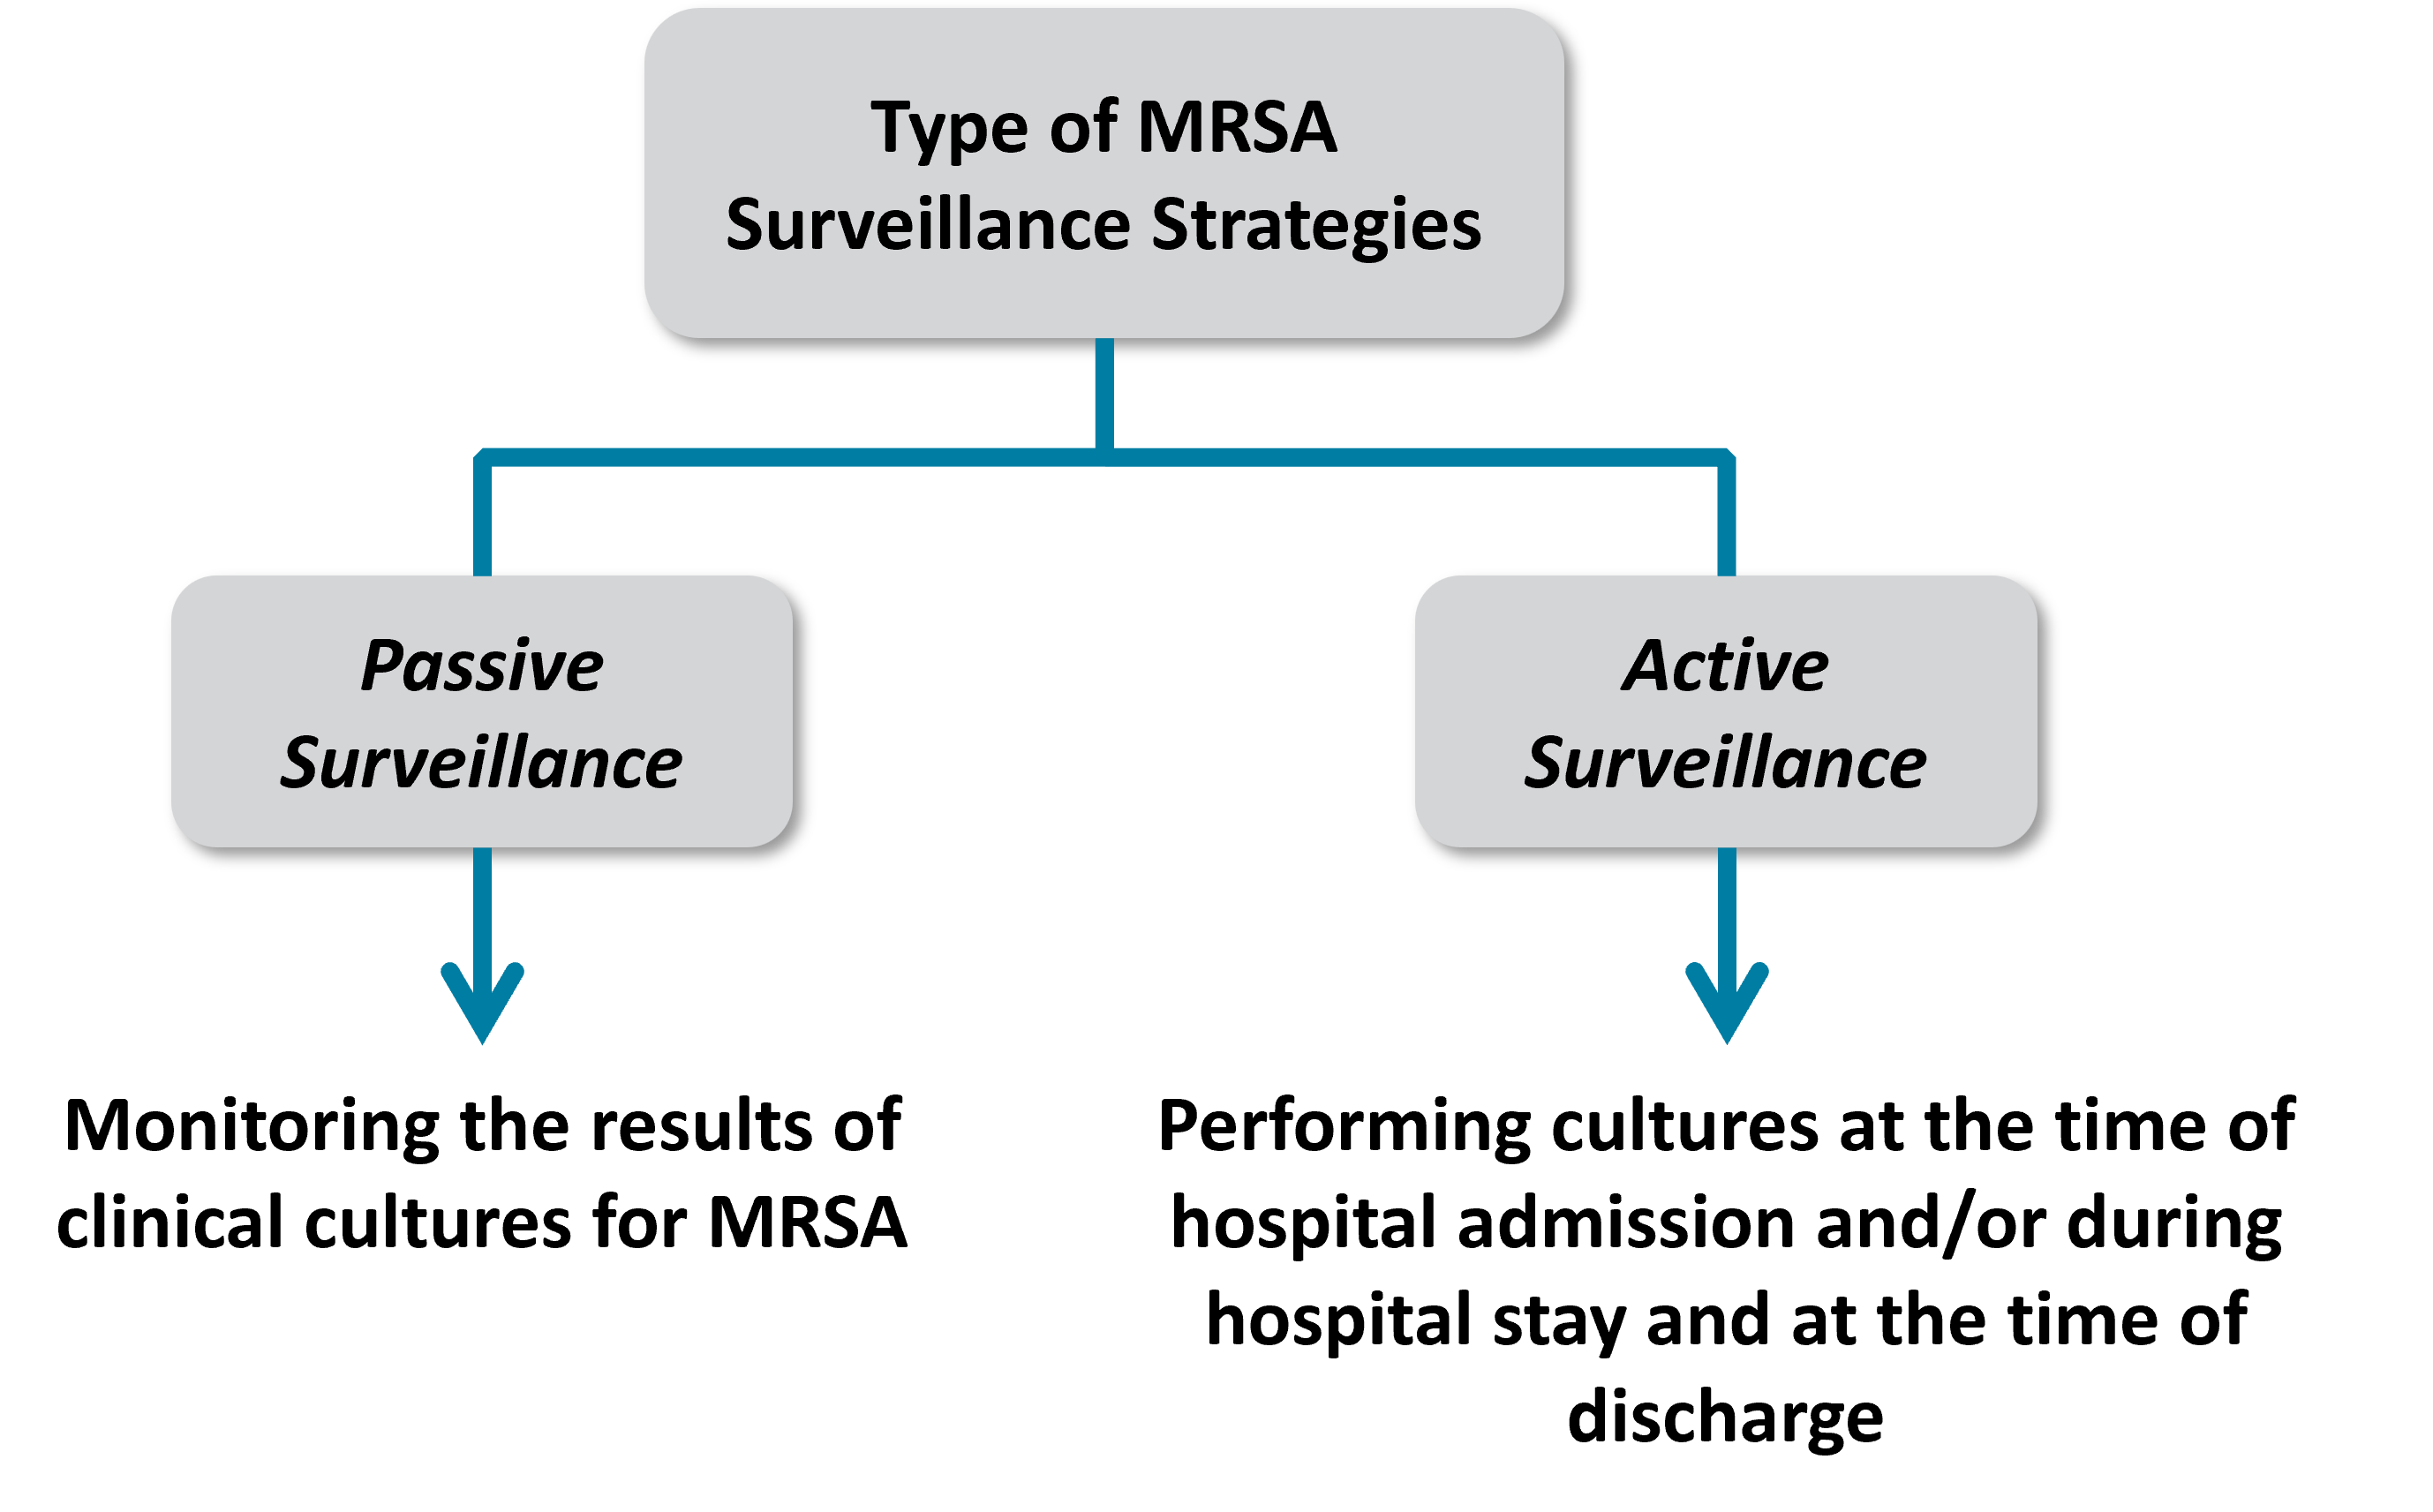 Type of MRSA
Surveillance Strategies
Passive
Surveillance
Active
Surveillance
Monitoring the results of
clinical cultures for MRSA
Performing cultures at the time of
hospital admission and/or during
hospital stay and at the time of
discharge